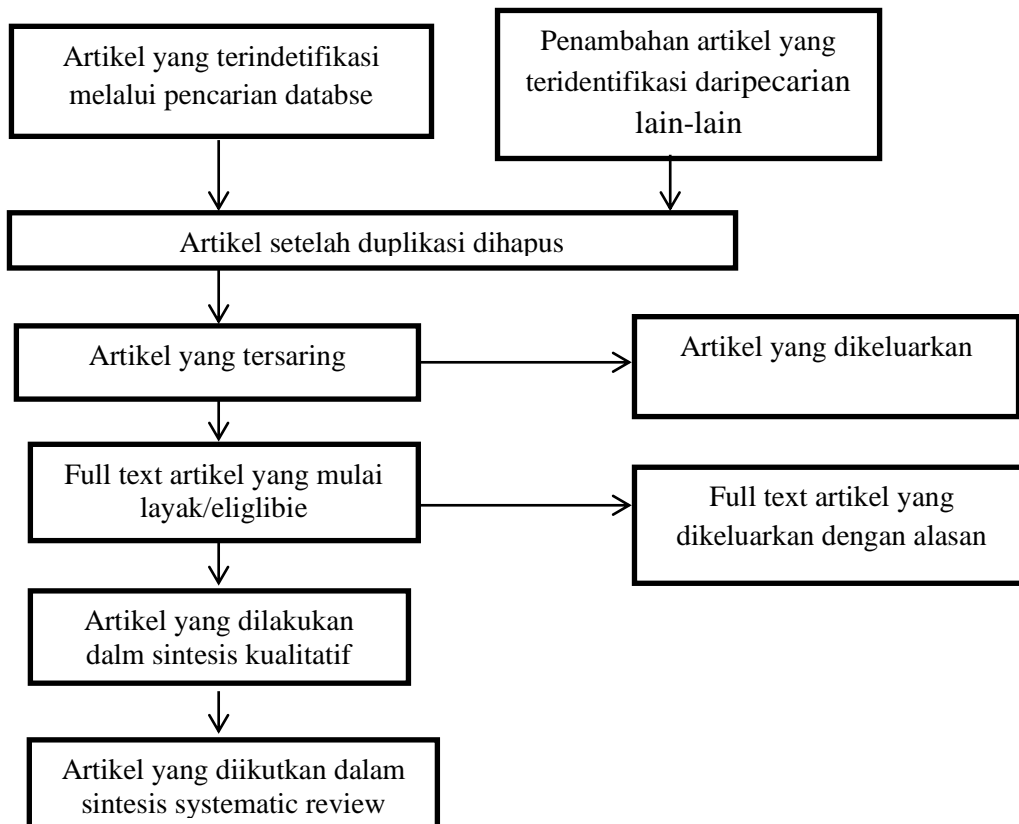 Artikel yang terindetifikasi
melalui pencarian databse
Penambahan artikel yang
teridentifikasi daripecarian
lain-lain
Artikel setelah duplikasi dihapus
Artikel yang tersaring
Artikel yang dikeluarkan
Full text artikel yang mulai
layak/eliglibie
Full text artikel yang
dikeluarkan dengan alasan
Artikel yang dilakukan
dalm sintesis kualitatif
Artikel yang diikutkan dalam
sintesis systematic review